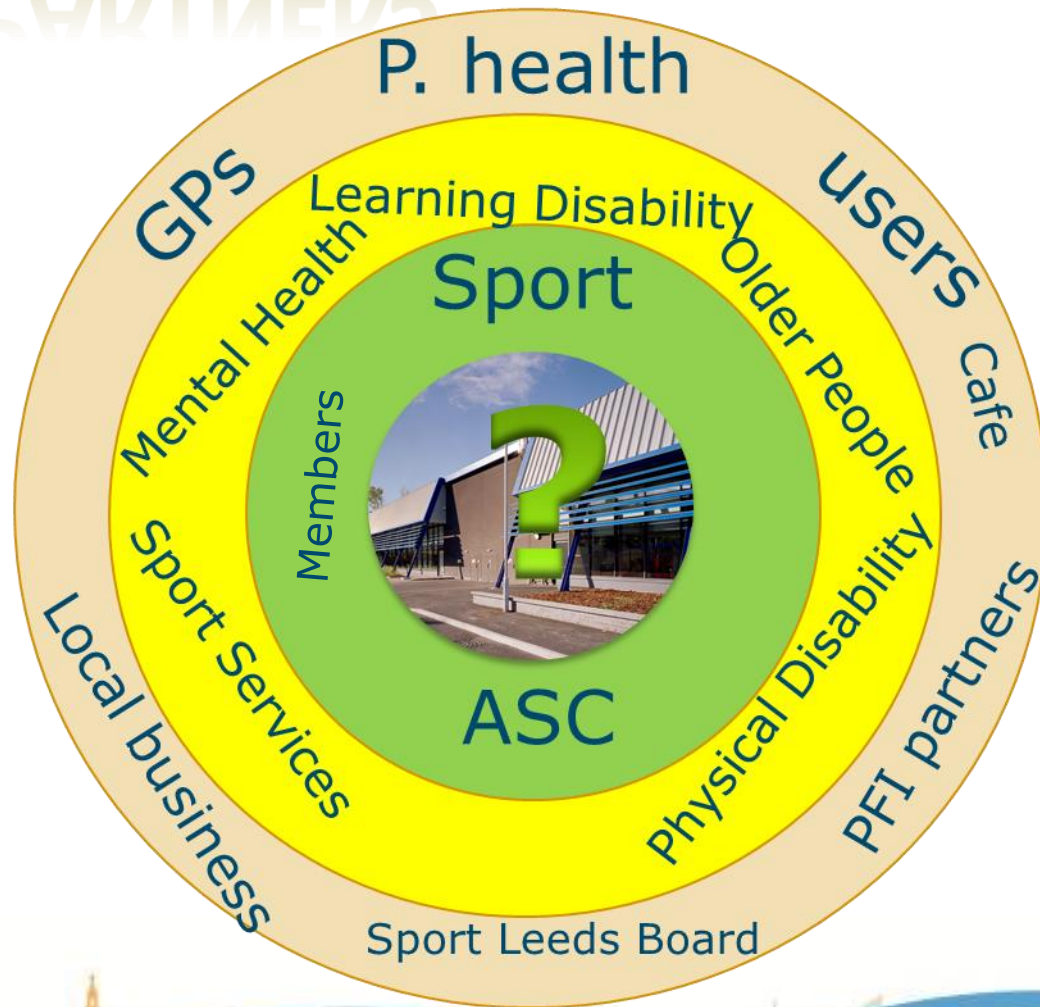 P. health
GPs
users
Cafe
Learning Disability
Mental Health
Older People
Sport
Members
?
ASC
Sport Services
Physical Disability
Local business
PFI partners
Sport Leeds Board